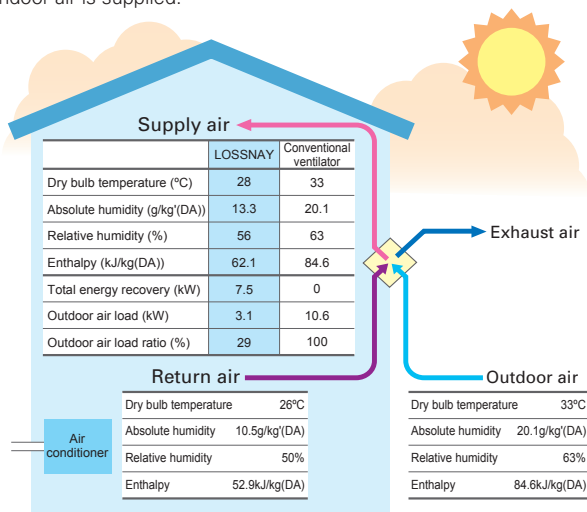 ndoor air is supplied.
Supply air
LOSSNAY Conventional ventilator
Dry bulb temperature (ºC) 28 33
Absolute humidity (g/kg'(DA)) 13.3 20.1
Relative humidity (%) 56 63
Enthalpy (kJ/kg(DA)) 62.1 84.6
Total energy recovery (kW) 7.5 0
Outdoor air load (kW) 3.1 10.6
Outdoor air load ratio (%) 29 100
Exhaust air
Return air
Dry bulb temperature 26ºC
Absolute humidity 10.5g/kg'(DA)
Relative humidity 50%
Enthalpy 52.9kJ/kg(DA)
Air
conditioner
Outdoor air
Dry bulb temperature 33ºC
Absolute humidity 20.1g/kg'(DA)
Relative humidity 63%
Enthalpy 84.6kJ/kg(DA)